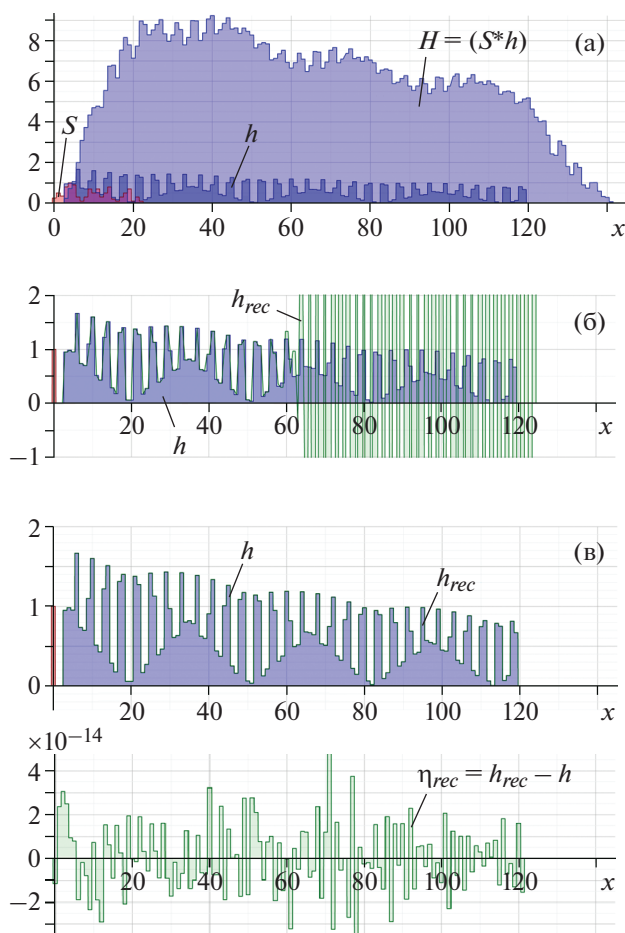 8
6
4
2
0
S
h
H = (S*h)
(а)
0 20 40 60 80 100 120 x
2
1
0
−1
h_rec
(б)
h
20 40 60 80 100 120 x
2
1
0
h
h_rec
(в)
20 40 60 80 100 120 x
×10−14
4
2
0
−2
η_rec = h_rec − h
20 40 60 80 100 120 x